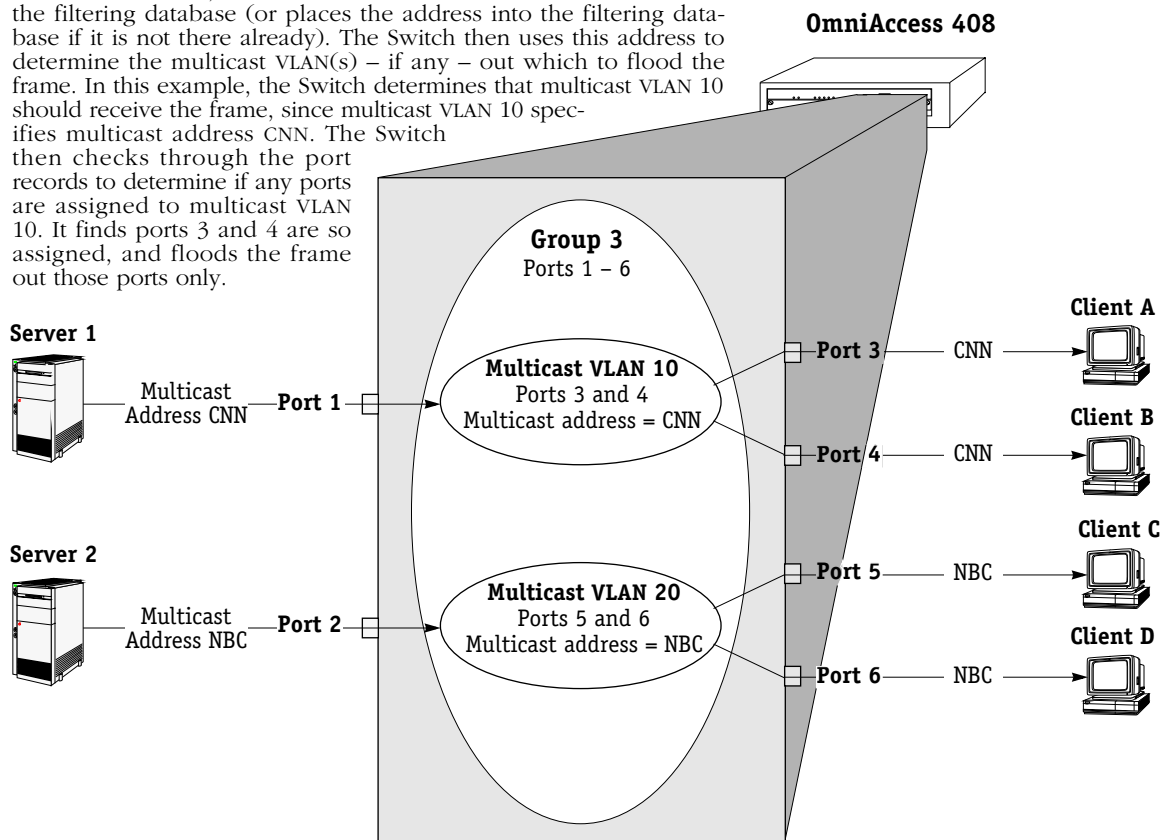 the filtering database (or places the address into the filtering data-
base if it is not there already). The Switch then uses this address to
determine the multicast VLAN(s) – if any – out which to flood the
frame. In this example, the Switch determines that multicast VLAN 10
should receive the frame, since multicast VLAN 10 spec-
ifies multicast address CNN. The Switch
then checks through the port
records to determine if any ports
are assigned to multicast VLAN
10. It finds ports 3 and 4 are so
assigned, and floods the frame
out those ports only.
OmniAccess 408
Group 3
Ports 1 – 6
Server 1
Multicast
Address CNN
Port 1
Multicast VLAN 10
Ports 3 and 4
Multicast address = CNN
Port 3
CNN
Client A
Port 4
CNN
Client B
Server 2
Multicast
Address NBC
Port 2
Multicast VLAN 20
Ports 5 and 6
Multicast address = NBC
Port 5
NBC
Client C
Port 6
NBC
Client D